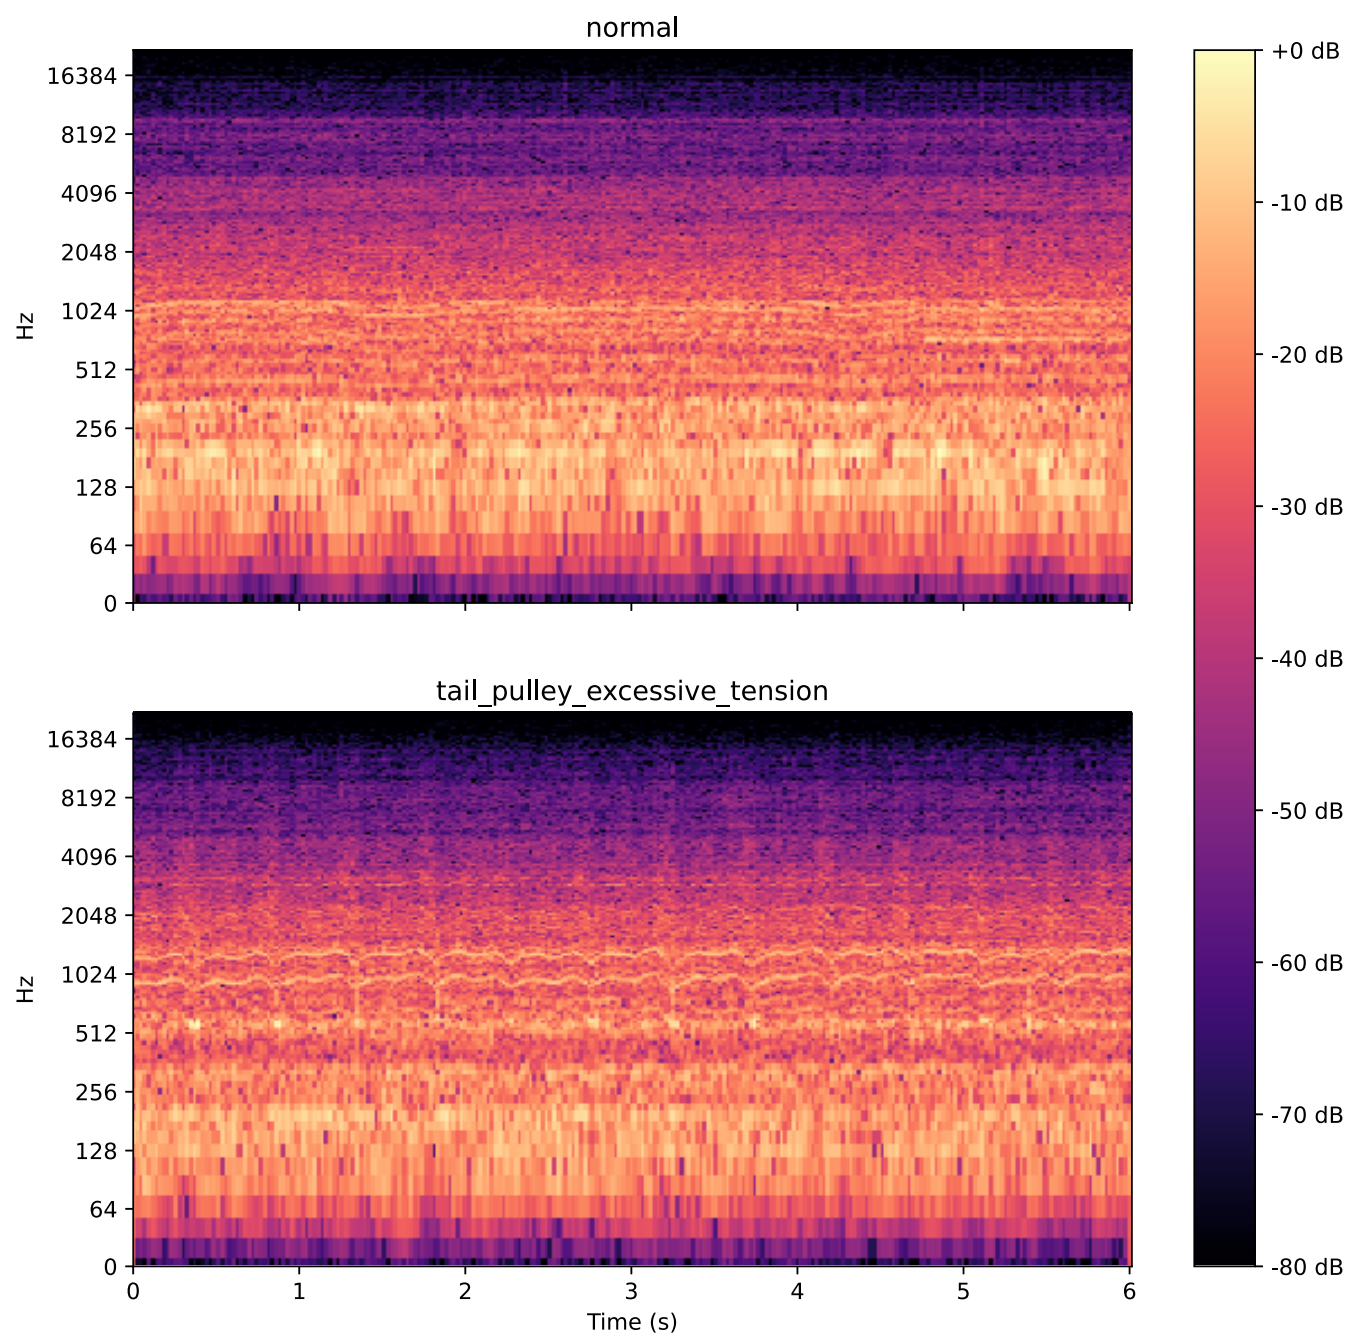 normal
16384
8192
4096
2048
1024
512
256
128
64
0
Hz
+0 dB
-10 dB
-20 dB
-30 dB
-40 dB
-50 dB
-60 dB
-70 dB
-80 dB
tail_pulley_excessive_tension
16384
8192
4096
2048
1024
512
256
128
64
0
Hz
0 1 2 3 4 5 6
Time (s)